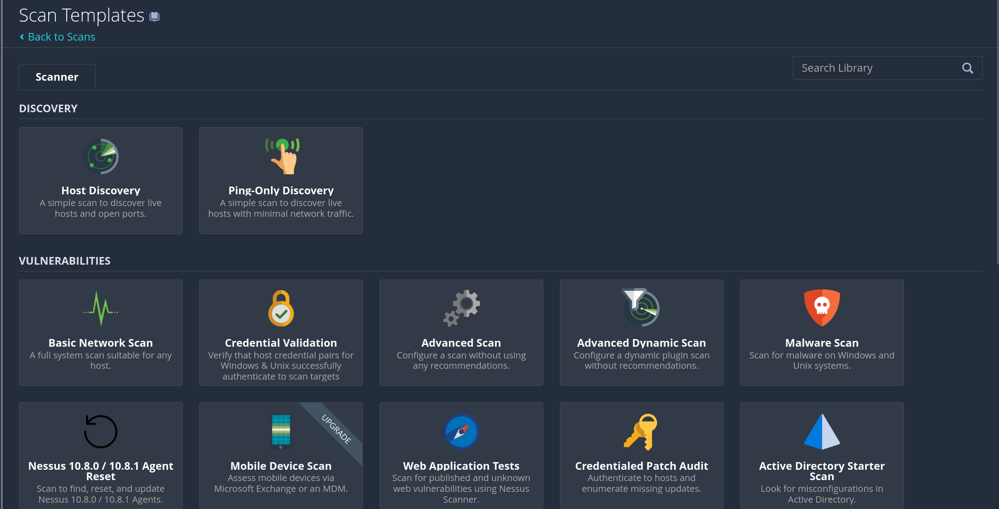 Scan Templates
Back to Scans
Scanner
Search Library
DISCOVERY
Host Discovery
A simple scan to discover live
hosts and open ports.
Ping-Only Discovery
A simple scan to discover live
hosts with minimal network traffic.
VULNERABILITIES
Basic Network Scan
A full system scan suitable for any
host.
Credential Validation
Verify that host credential pairs for
Windows & Unix successfully
authenticate to scan targets
Advanced Scan
Configure a scan without using
any recommendations.
Advanced Dynamic Scan
Configure a dynamic plugin scan
without recommendations.
Malware Scan
Scan for malware on Windows and
Unix systems.
Nessus 10.8.0 / 10.8.1 Agent
Reset
Scan to find, reset, and update
Nessus 10.8.0 / 10.8.1 Agents.
UPGRADE
Mobile Device Scan
Assess mobile devices via
Microsoft Exchange or an MDM.
Web Application Tests
Scan for published and unknown
web vulnerabilities using Nessus
Scanner.
Credentialed Patch Audit
Authenticate to hosts and
enumerate missing updates.
Active Directory Starter
Scan
Look for misconfigurations in
Active Directory.